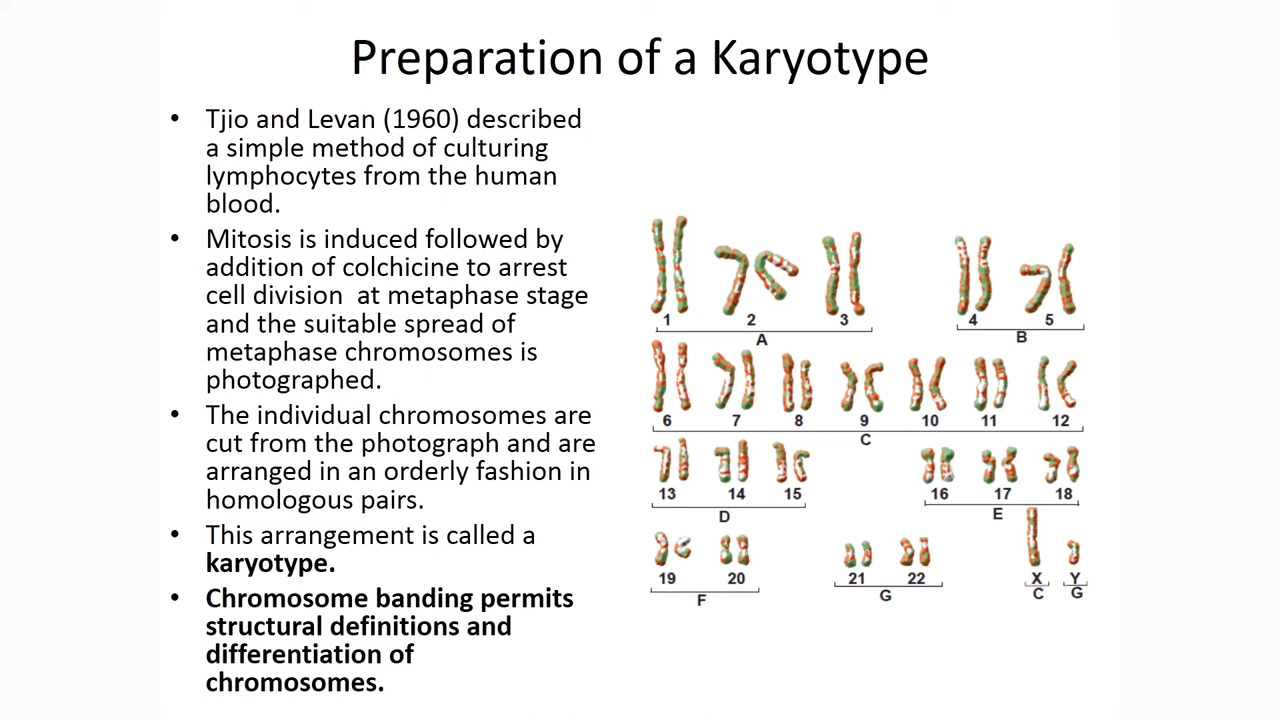 Preparation of a Karyotype
• Tjio and Levan (1960) described
a simple method of culturing
lymphocytes from the human
blood.
• Mitosis is induced followed by
addition of colchicine to arrest
cell division at metaphase stage
and the suitable spread of
metaphase chromosomes is
photographed.
• The individual chromosomes are
cut from the photograph and are
arranged in an orderly fashion in
homologous pairs.
• This arrangement is called a
karyotype.
• Chromosome banding permits
structural definitions and
differentiation of
chromosomes.
1 2 3 4 5
A B
6 7 8 9 10 11 12
C
13 14 15 16 17 18
D E
19 20 21 22 X Y
F G C G